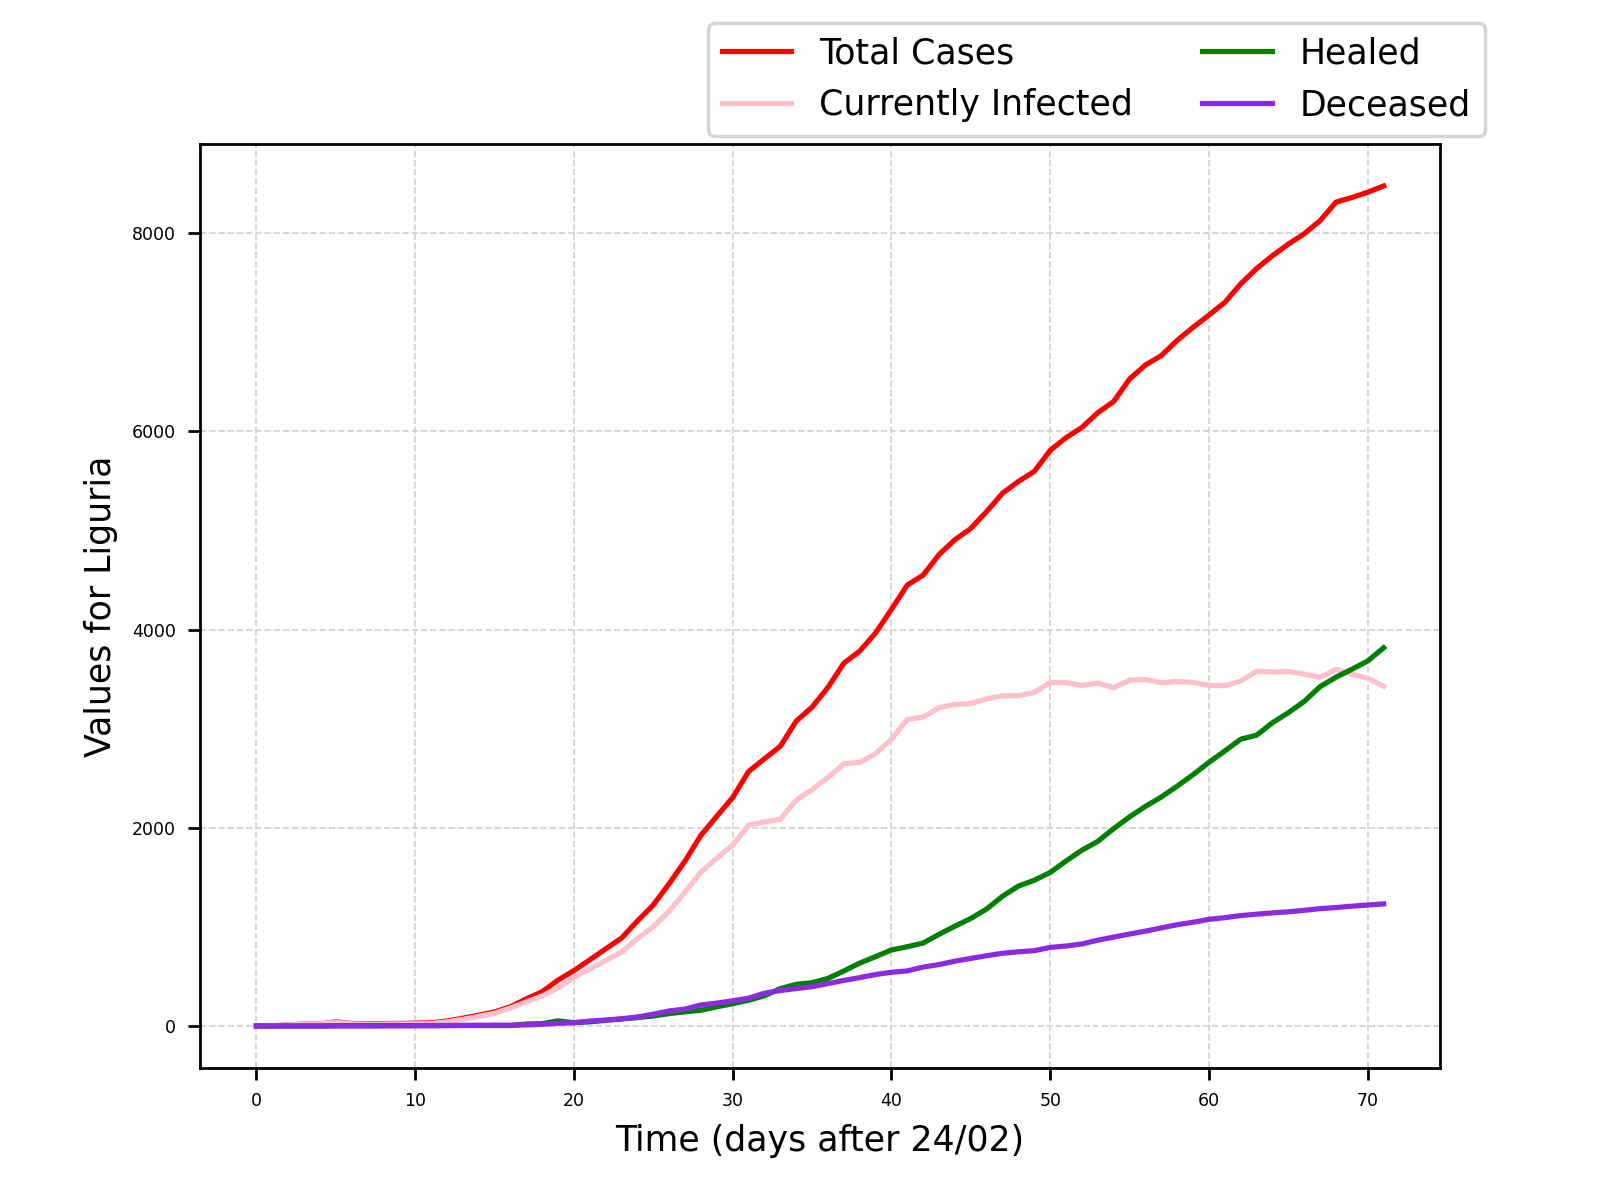 Total Cases
Currently Infected
Healed
Deceased
Values for Liguria
8000
6000
4000
2000
0
0 10 20 30 40 50 60 70
Time (days after 24/02)